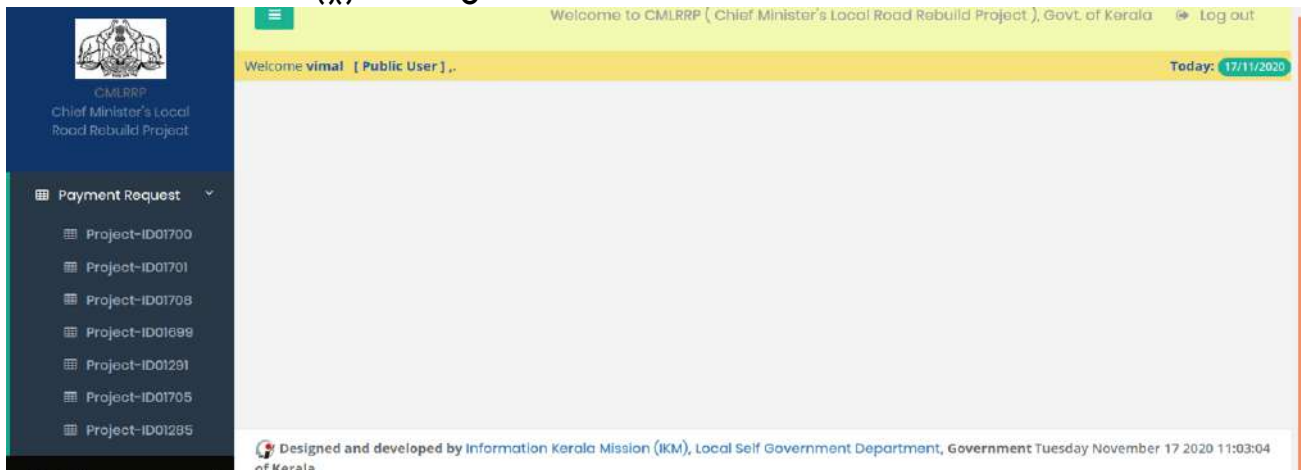 Welcome to CMLRRP ( Chief Minister's Local Road Rebuild Project ), Govt. of Kerala Log out
Welcome vimal [ Public User ] ,. Today: 17/11/2020
CMLRRP
Chief Minister's Local
Road Rebuild Project
Payment Request
Project-ID01700
Project-ID01701
Project-ID01708
Project-ID01699
Project-ID01291
Project-ID01705
Project-ID01285
Designed and developed by Information Kerala Mission (IKM), Local Self Government Department, Government Tuesday November 17 2020 11:03:04
of Kerala